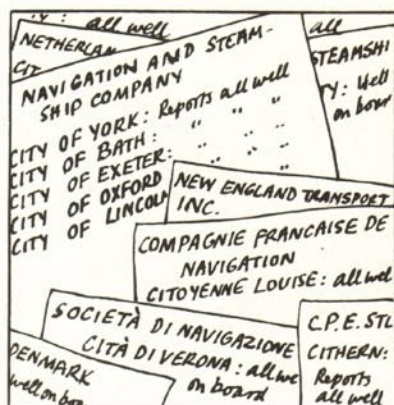 : all well
NETHERLAN
CIT
all
STEAMSHI
TY: Well
on boar
NAVIGATION AND STEAM-
SHIP COMPANY
CITY OF YORK: Reports all well
CITY OF BATH: " " "
CITY OF EXETER: " " "
CITY OF OXFORD " " "
CITY OF LINCOLN
NEW ENGLAND TRANSPORT
INC.
COMPAGNIE FRANCAISE DE
NAVIGATION
CITOYENNE LOUISE: all wel
SOCIETÀ DI NAVIGAZIONE
CITÀ DI VERONA: all we
on board
C.P.E. STL
CITHERN:
Reports
all well
DENMARK
well on boa